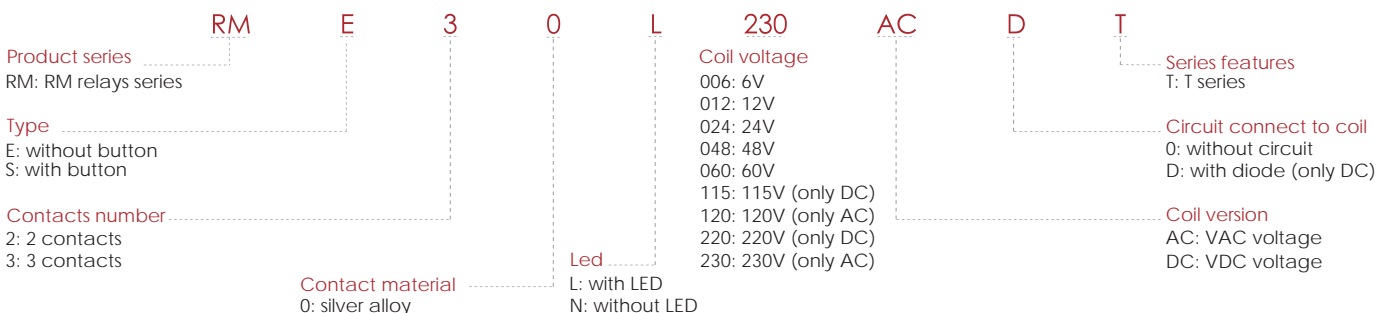 RM E 3 0 L 230 AC D T
Product series
RM: RM relays series
Type
E: without button
S: with button
Contacts number
2: 2 contacts
3: 3 contacts
Contact material
0: silver alloy
Led
L: with LED
N: without LED
Coil voltage
006: 6V
012: 12V
024: 24V
048: 48V
060: 60V
115: 115V (only DC)
120: 120V (only AC)
220: 220V (only DC)
230: 230V (only AC)
Series features
T: T series
Circuit connect to coil
0: without circuit
D: with diode (only DC)
Coil version
AC: VAC voltage
DC: VDC voltage